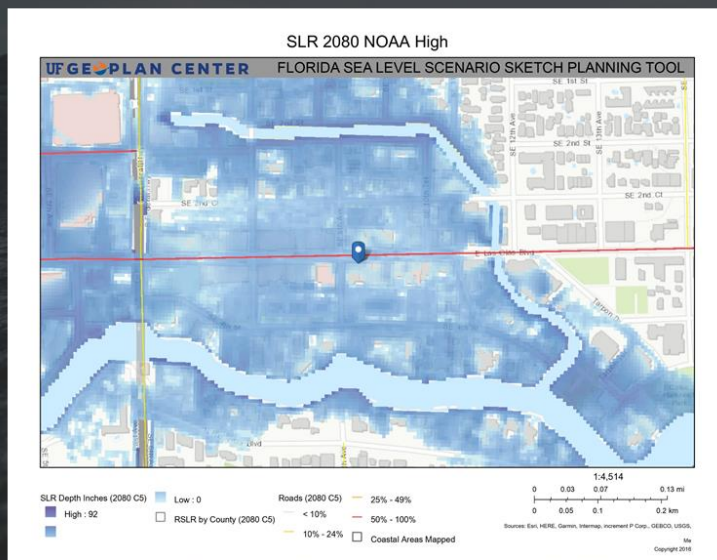 SLR 2080 NOAA High
UF GEOPLAN CENTER FLORIDA SEA LEVEL SCENARIO SKETCH PLANNING TOOL
SE 1st St
SE 12th Ave
SE 13th Ave
SE 2nd St
SE 2nd Ct
SE 2nd Ct
E Las Olas Blvd
Tarpon
Blvd
1:4,514
0 0.03 0.07 0.13 mi
0 0.05 0.1 0.2 km
SLR Depth Inches (2080 C5)
High : 92
Low : 0
RSLR by County (2080 C5)
Roads (2080 C5)
< 10%
10% - 24%
25% - 49%
50% - 100%
Coastal Areas Mapped
Sources: Esri, HERE, Garmin, Intermap, increment P Corp., GEBCO, USGS,
Me
Copyright 2016